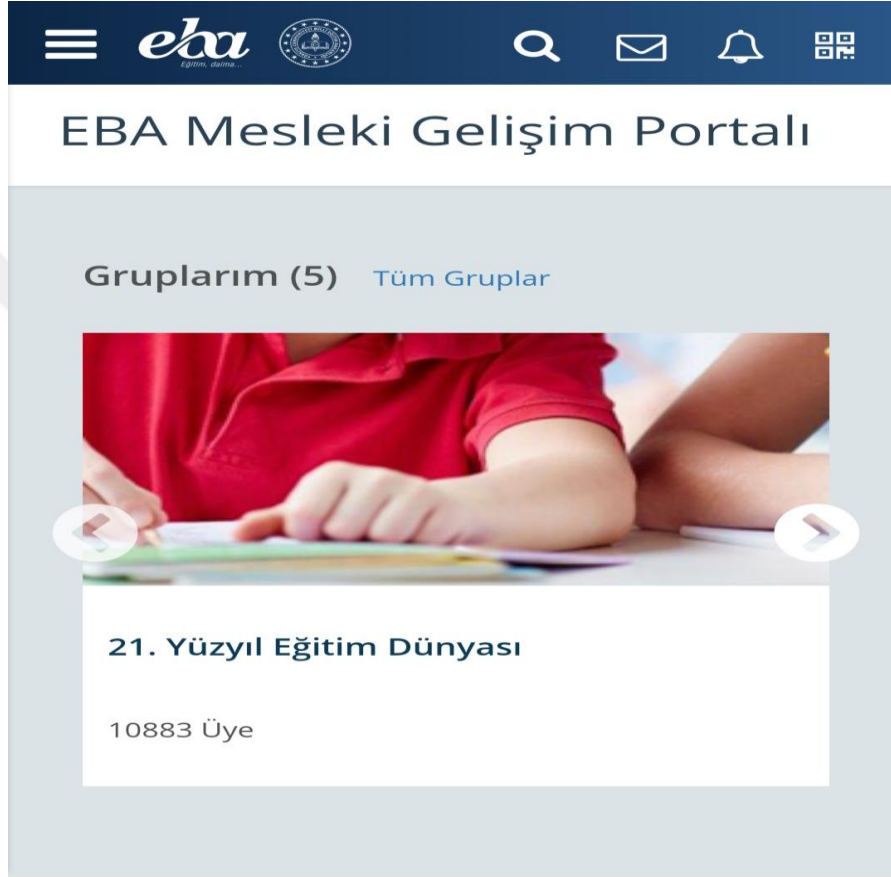 eba
Eğitim, daima...
EBA Mesleki Gelişim Portalı
Gruplarım (5) Tüm Gruplar
21. Yüzyıl Eğitim Dünyası
10883 Üye